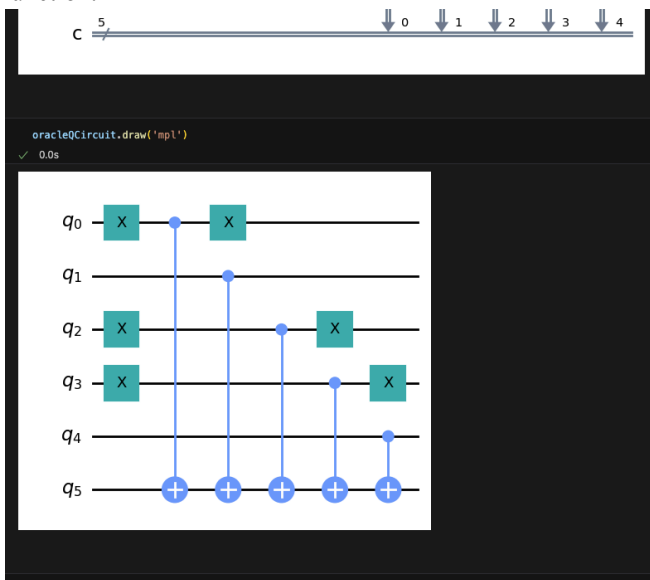 5
c
0 1 2 3 4
oracleQCircuit.draw('mpl')
✓ 0.0s
q0 X X
q1
q2 X X
q3 X X
q4
q5